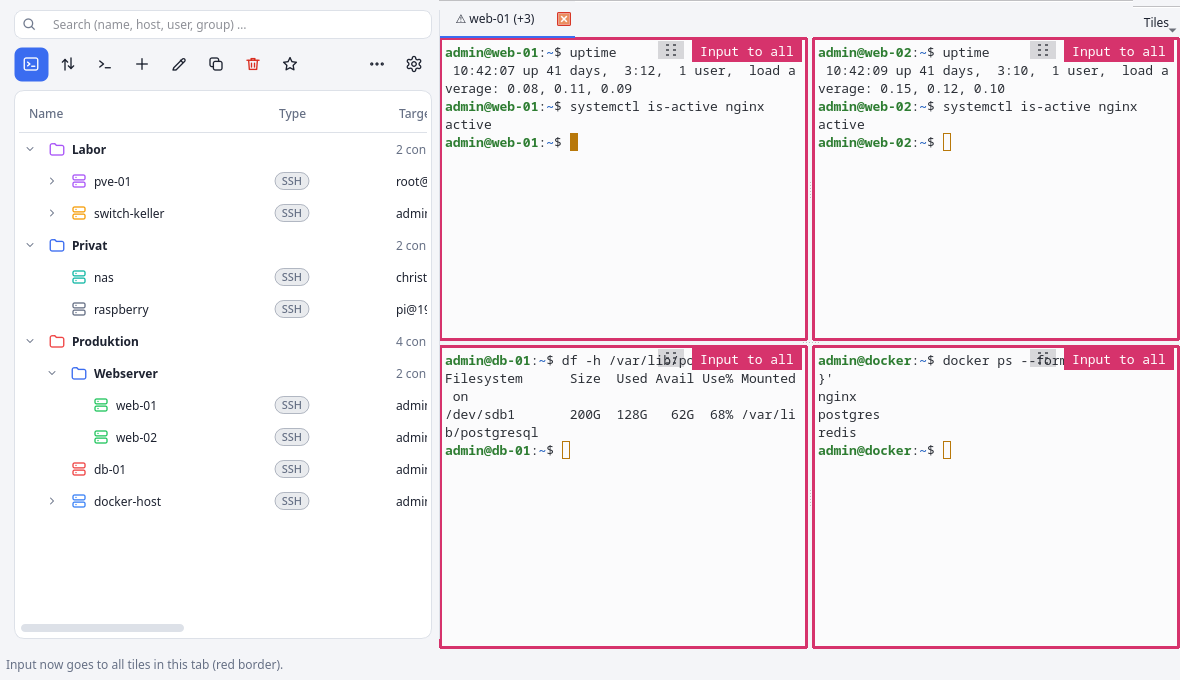 Search (name, host, user, group) ...
Name Type Targe
Labor 2 con
pve-01 SSH root@
switch-keller SSH admin
Privat 2 con
nas SSH christ
raspberry SSH pi@19
Produktion 4 con
Webserver 2 con
web-01 SSH admin
web-02 SSH admin
db-01 SSH admin
docker-host SSH admin
⚠ web-01 (+3)
Tiles
admin@web-01:~$ uptime
Input to all
10:42:07 up 41 days, 3:12, 1 user, load a
verage: 0.08, 0.11, 0.09
admin@web-01:~$ systemctl is-active nginx
active
admin@web-01:~$
admin@web-02:~$ uptime
Input to all
10:42:09 up 41 days, 3:10, 1 user, load a
verage: 0.15, 0.12, 0.10
admin@web-02:~$ systemctl is-active nginx
active
admin@web-02:~$
admin@db-01:~$ df -h /var/lib/po
Input to all
Filesystem Size Used Avail Use% Mounted
on
/dev/sdb1 200G 128G 62G 68% /var/li
b/postgresql
admin@db-01:~$
admin@docker:~$ docker ps --form
Input to all
}'
nginx
postgres
redis
admin@docker:~$
Input now goes to all tiles in this tab (red border).